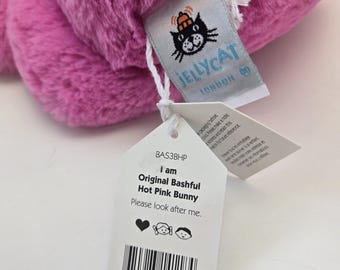 JELLYCAT
LONDON
BAS3BHP
I am
Original Bashful
Hot Pink Bunny
Please look after me.